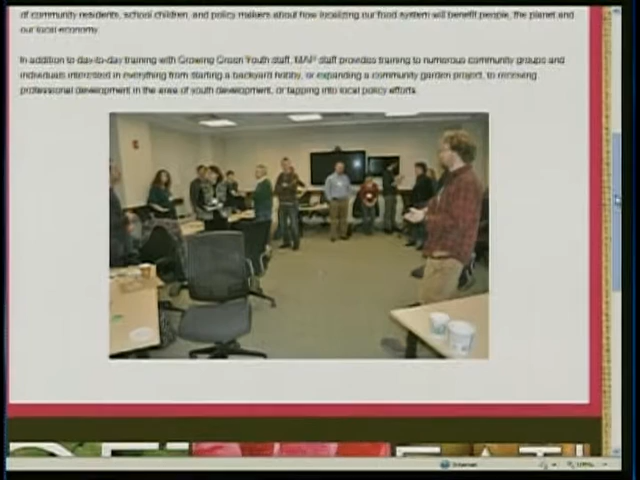 of community residents, school children, and policy makers about how localizing our food system will benefit people, the planet and
our local economy.
In addition to day-to-day training with Growing Green Youth staff, MAP staff provides training to numerous community groups and
individuals interested in everything from starting a backyard hobby, or expanding a community garden project, to receiving
professional development in the area of youth development, or tapping into local policy efforts.
Internet